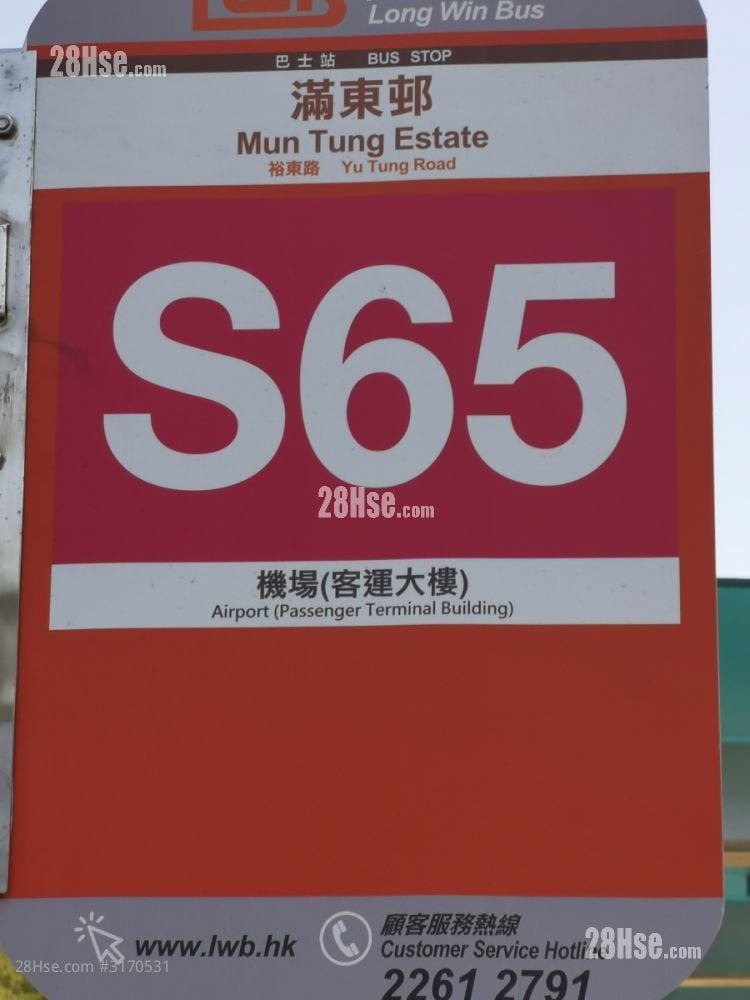 Long Win Bus
28Hse.com
巴士站 BUS STOP
滿東邨
Mun Tung Estate
裕東路 Yu Tung Road
S65
28Hse.com
機場(客運大樓)
Airport (Passenger Terminal Building)
www.lwb.hk
顧客服務熱線
Customer Service Hotline
28Hse.com
28Hse.com #3170531
2261 2791